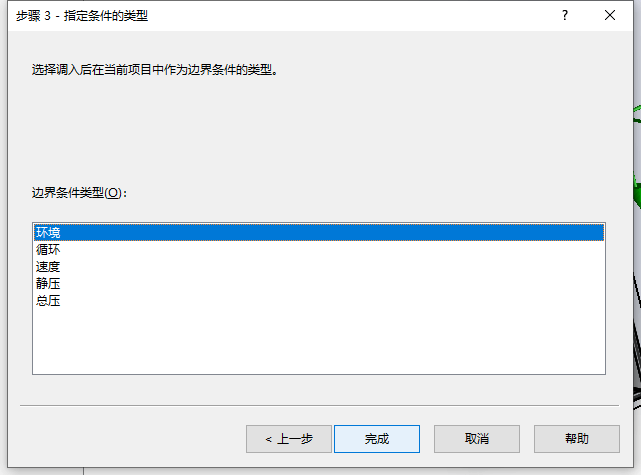 步骤 3 - 指定条件的类型
?
选择调入后在当前项目中作为边界条件的类型。
边界条件类型(O):
环境
循环
速度
静压
总压
< 上一步
完成
取消
帮助